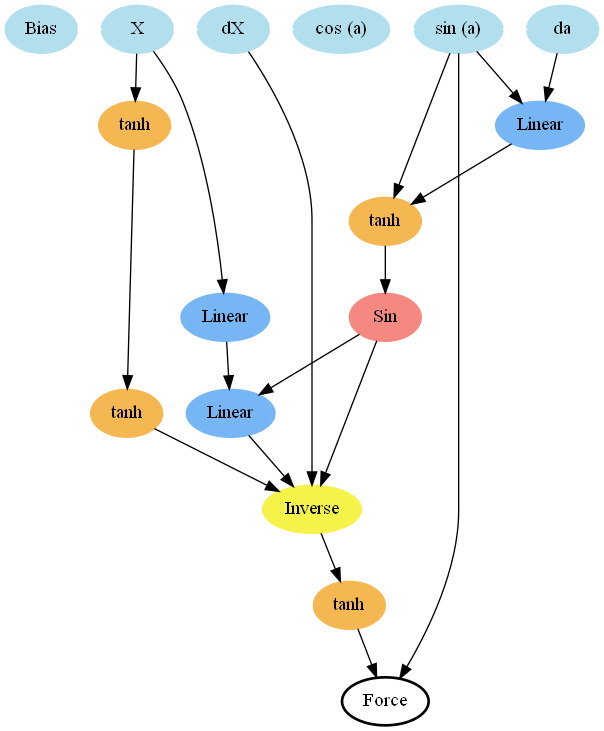 Bias
X
dX
cos (a)
sin (a)
da
tanh
Linear
tanh
Linear
Sin
tanh
Linear
Inverse
tanh
Force